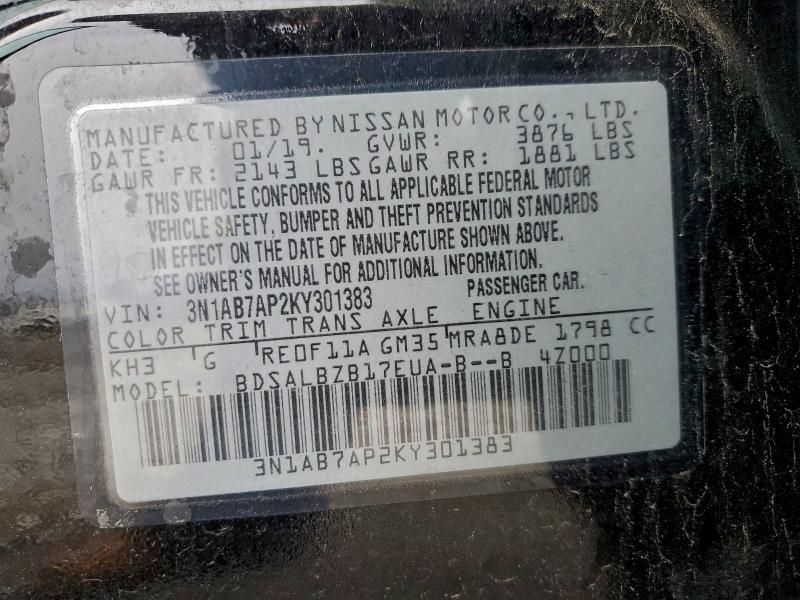 MANUFACTURED BY NISSAN MOTOR CO., LTD.
DATE: 01/19. GVWR: 3876 LBS
GAWR FR: 2143 LBS GAWR RR: 1881 LBS
THIS VEHICLE CONFORMS TO ALL APPLICABLE FEDERAL MOTOR
VEHICLE SAFETY, BUMPER AND THEFT PREVENTION STANDARDS
IN EFFECT ON THE DATE OF MANUFACTURE SHOWN ABOVE.
SEE OWNER'S MANUAL FOR ADDITIONAL INFORMATION.
VIN: 3N1AB7AP2KY301383 PASSENGER CAR.
COLOR TRIM TRANS AXLE ENGINE
KH3 G RE0F11A GM35 MRA8DE 1798 CC
MODEL: BDSALBZB17EUA-B--B 4Z000
3N1AB7AP2KY301383